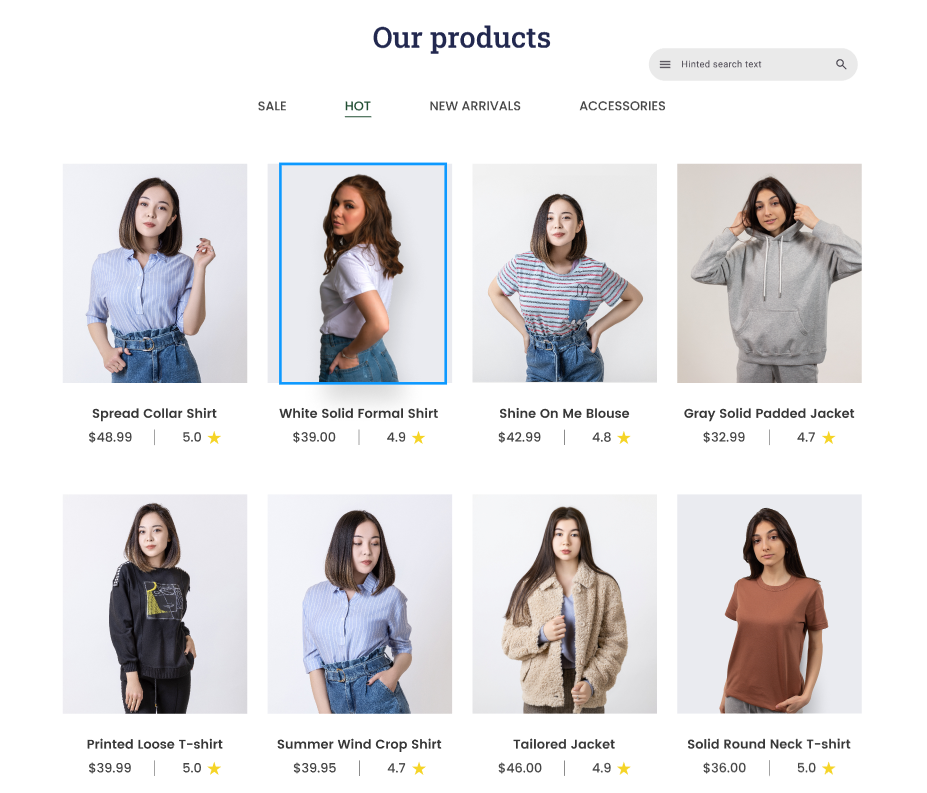 Our products
Hinted search text
SALE HOT NEW ARRIVALS ACCESSORIES
Spread Collar Shirt White Solid Formal Shirt Shine On Me Blouse Gray Solid Padded Jacket
$48.99 5.0 $39.00 4.9 $42.99 4.8 $32.99 4.7
Printed Loose T-shirt Summer Wind Crop Shirt Tailored Jacket Solid Round Neck T-shirt
$39.99 5.0 $39.95 4.7 $46.00 4.9 $36.00 5.0